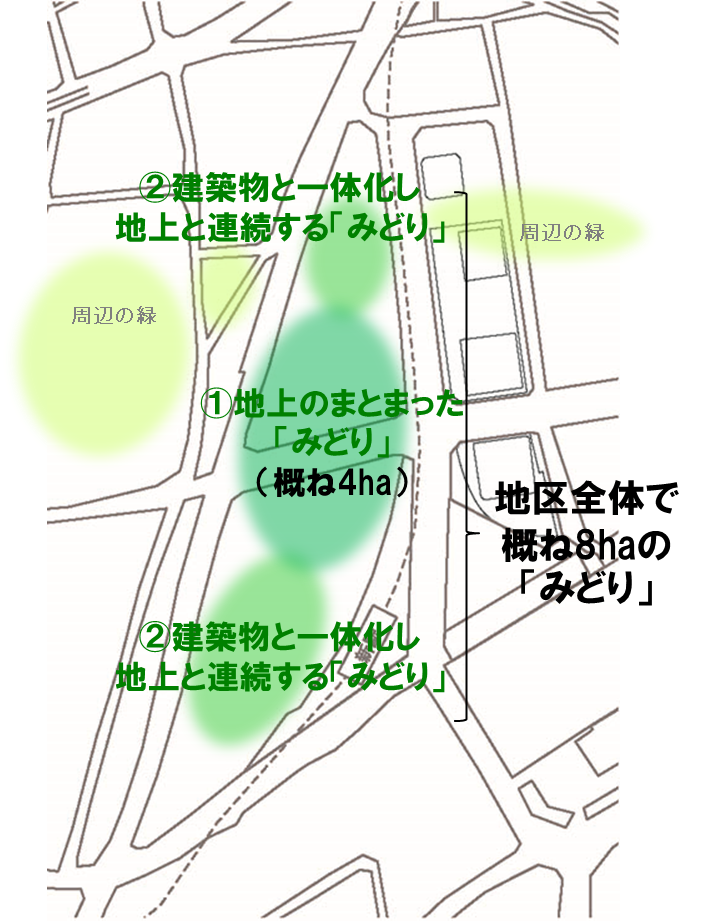 ②建築物と一体化し
地上と連続する「みどり」
周辺の緑
周辺の緑
①地上のまとまった
「みどり」
（概ね4ha）
地区全体で
概ね8haの
「みどり」
②建築物と一体化し
地上と連続する「みどり」